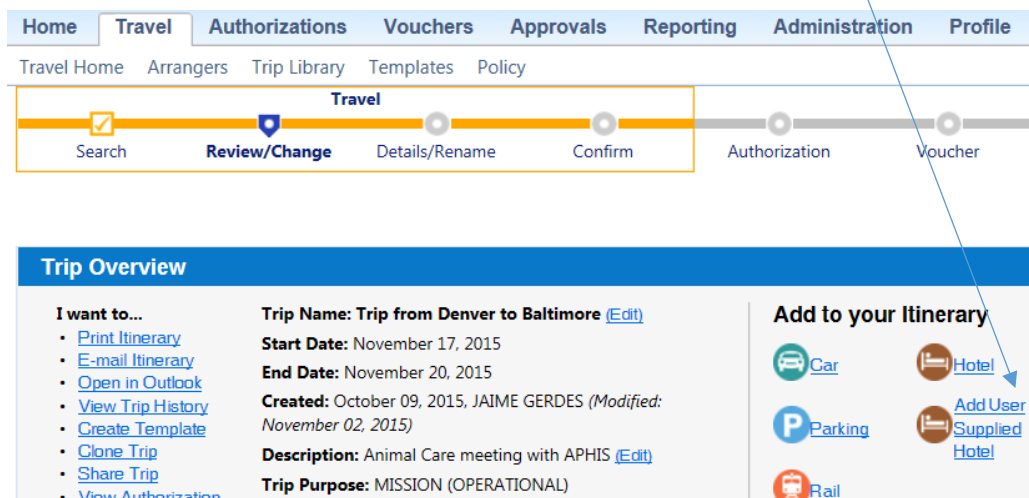 Home Travel Authorizations Vouchers Approvals Reporting Administration Profile
Travel Home Arrangers Trip Library Templates Policy
Travel
Search Review/Change Details/Rename Confirm Authorization Voucher
Trip Overview
I want to...
• Print Itinerary
• E-mail Itinerary
• Open in Outlook
• View Trip History
• Create Template
• Clone Trip
• Share Trip
• View Authorization
Trip Name: Trip from Denver to Baltimore (Edit)
Start Date: November 17, 2015
End Date: November 20, 2015
Created: October 09, 2015, JAIME GERDES (Modified:
November 02, 2015)
Description: Animal Care meeting with APHIS (Edit)
Trip Purpose: MISSION (OPERATIONAL)
Add to your Itinerary
Car
Hotel
P Parking
Add User
Supplied
Hotel
Rail